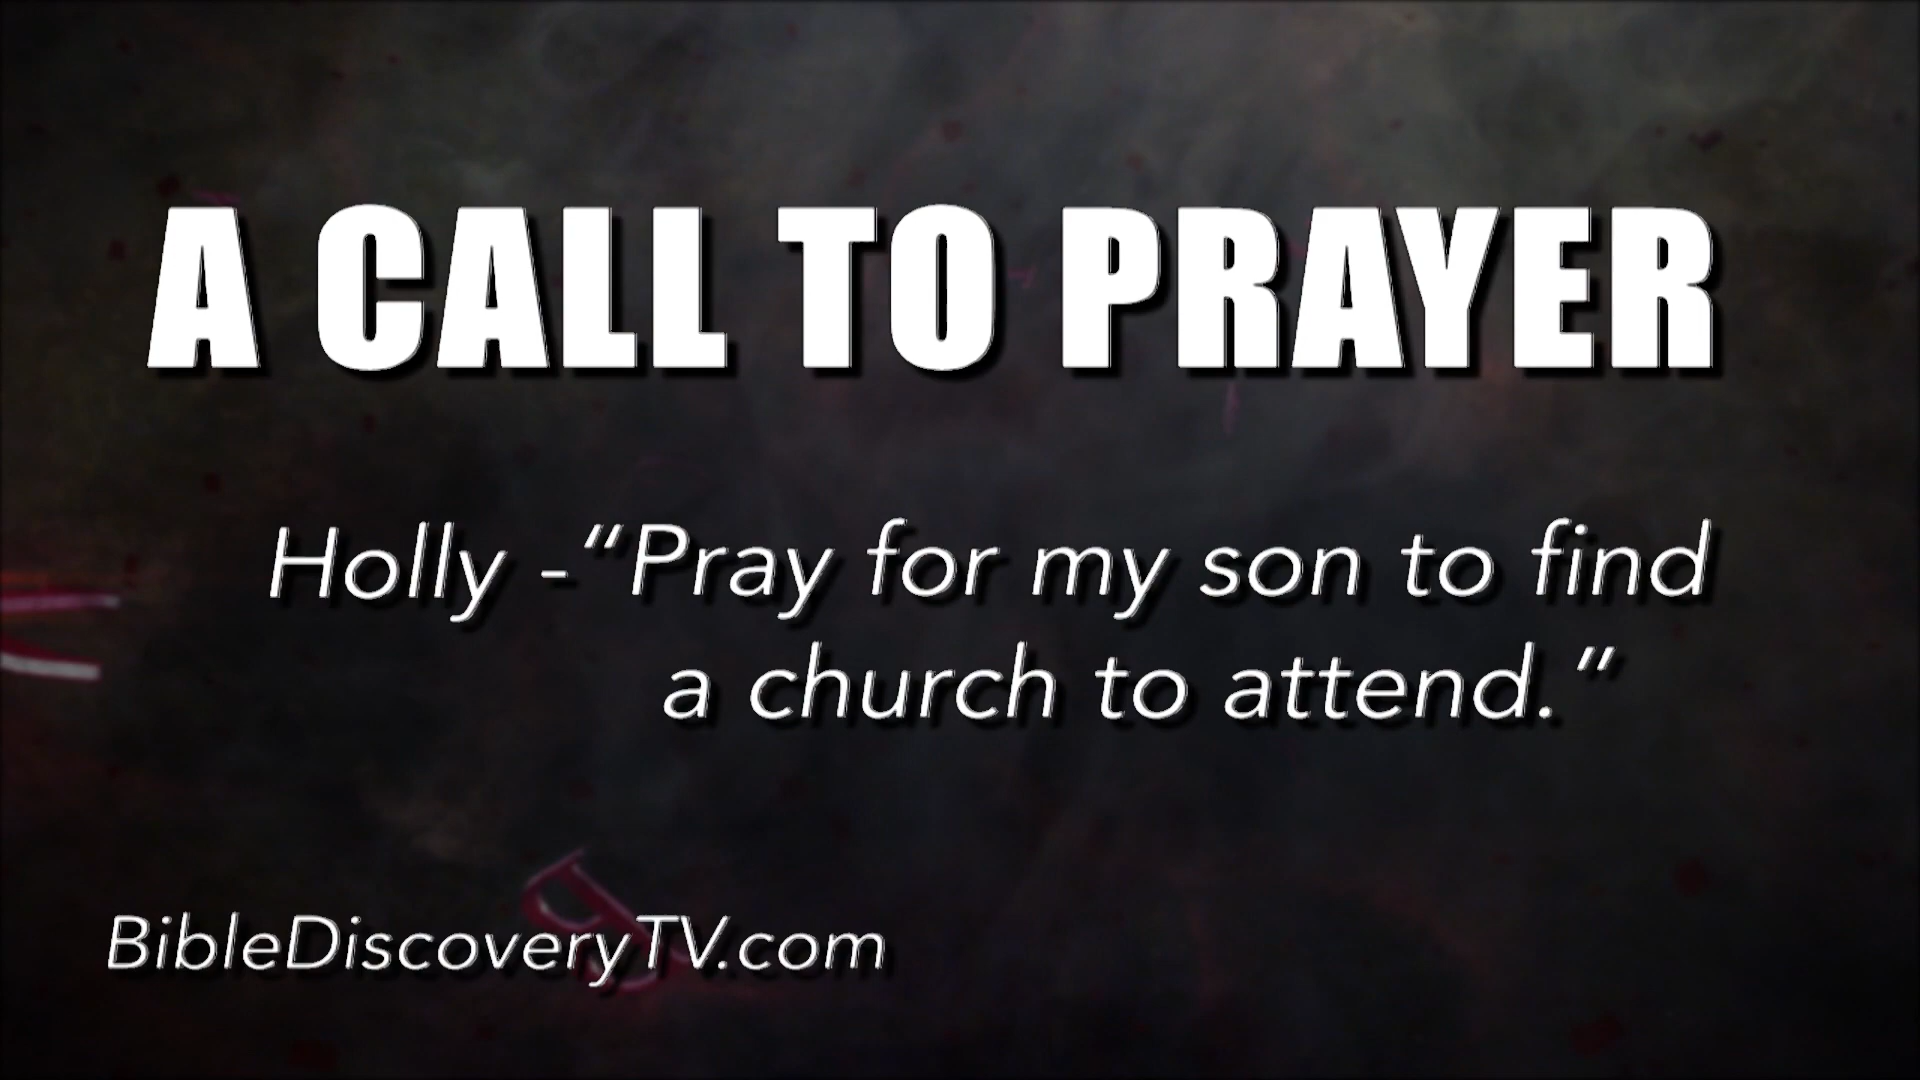 A CALL TO PRAYER
Holly -“Pray for my son to find
a church to attend.”
BibleDiscoveryTV.com